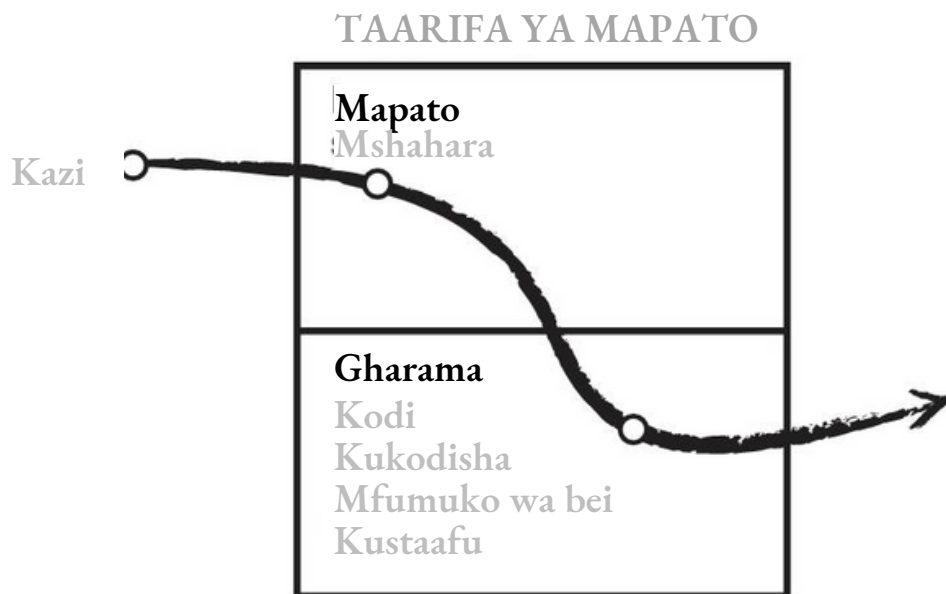 TAARIFA YA MAPATO
Mapato
Mshahara
Kazi
Gharama
Kodi
Kukodisha
Mfumuko wa bei
Kustaafu